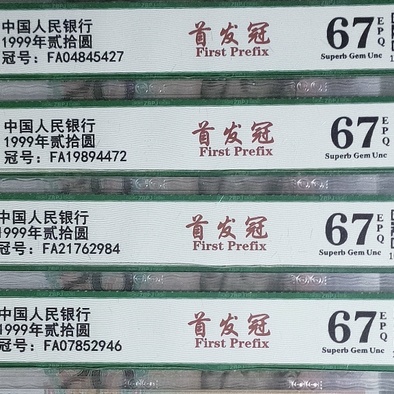 中国人民银行
1999年贰拾圆
冠号：FA04845427
首发冠
First Prefix
67 EPQ
Superb Gem Unc
中国人民银行
1999年贰拾圆
冠号：FA19894472
首发冠
First Prefix
67 EPQ
Superb Gem Unc
中国人民银行
1999年贰拾圆
冠号：FA21762984
首发冠
First Prefix
67 EPQ
Superb Gem Unc
中国人民银行
1999年贰拾圆
冠号：FA07852946
首发冠
First Prefix
67 EPQ
Superb Gem Unc